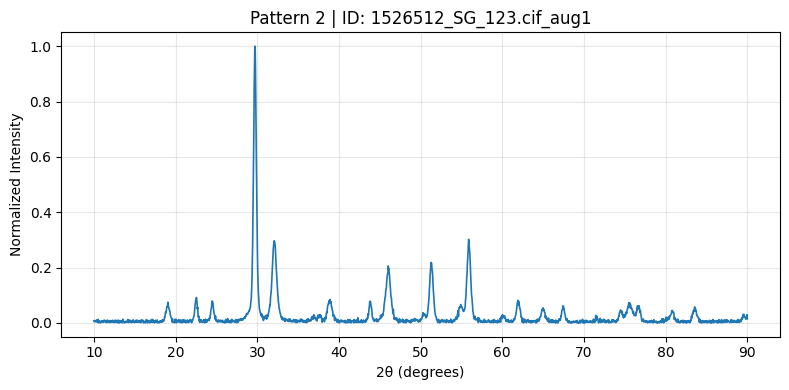 Pattern 2 | ID: 1526512_SG_123.cif_aug1
Normalized Intensity
1.0
0.8
0.6
0.4
0.2
0.0
10 20 30 40 50 60 70 80 90
2θ (degrees)